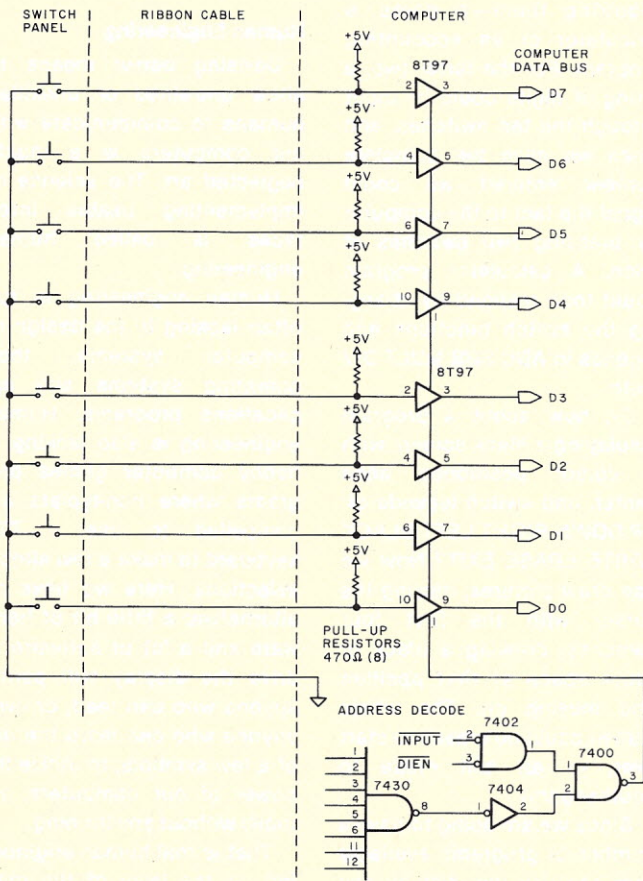 SWITCH PANEL
RIBBON CABLE
COMPUTER
COMPUTER DATA BUS
+5V
8T97
2 3 D7
+5V
4 5 D6
+5V
6 7 D5
+5V
10 9 D4
1
+5V
8T97
2 3 D3
+5V
4 5 D2
+5V
6 7 D1
+5V
10 9 D0
1
PULL-UP
RESISTORS
470Ω (8)
ADDRESS DECODE
INPUT
DIEN
7402
2
3
1
7400
1
2
3
7430
1
2
3
4
5
6
11
12
8
7404
1 2